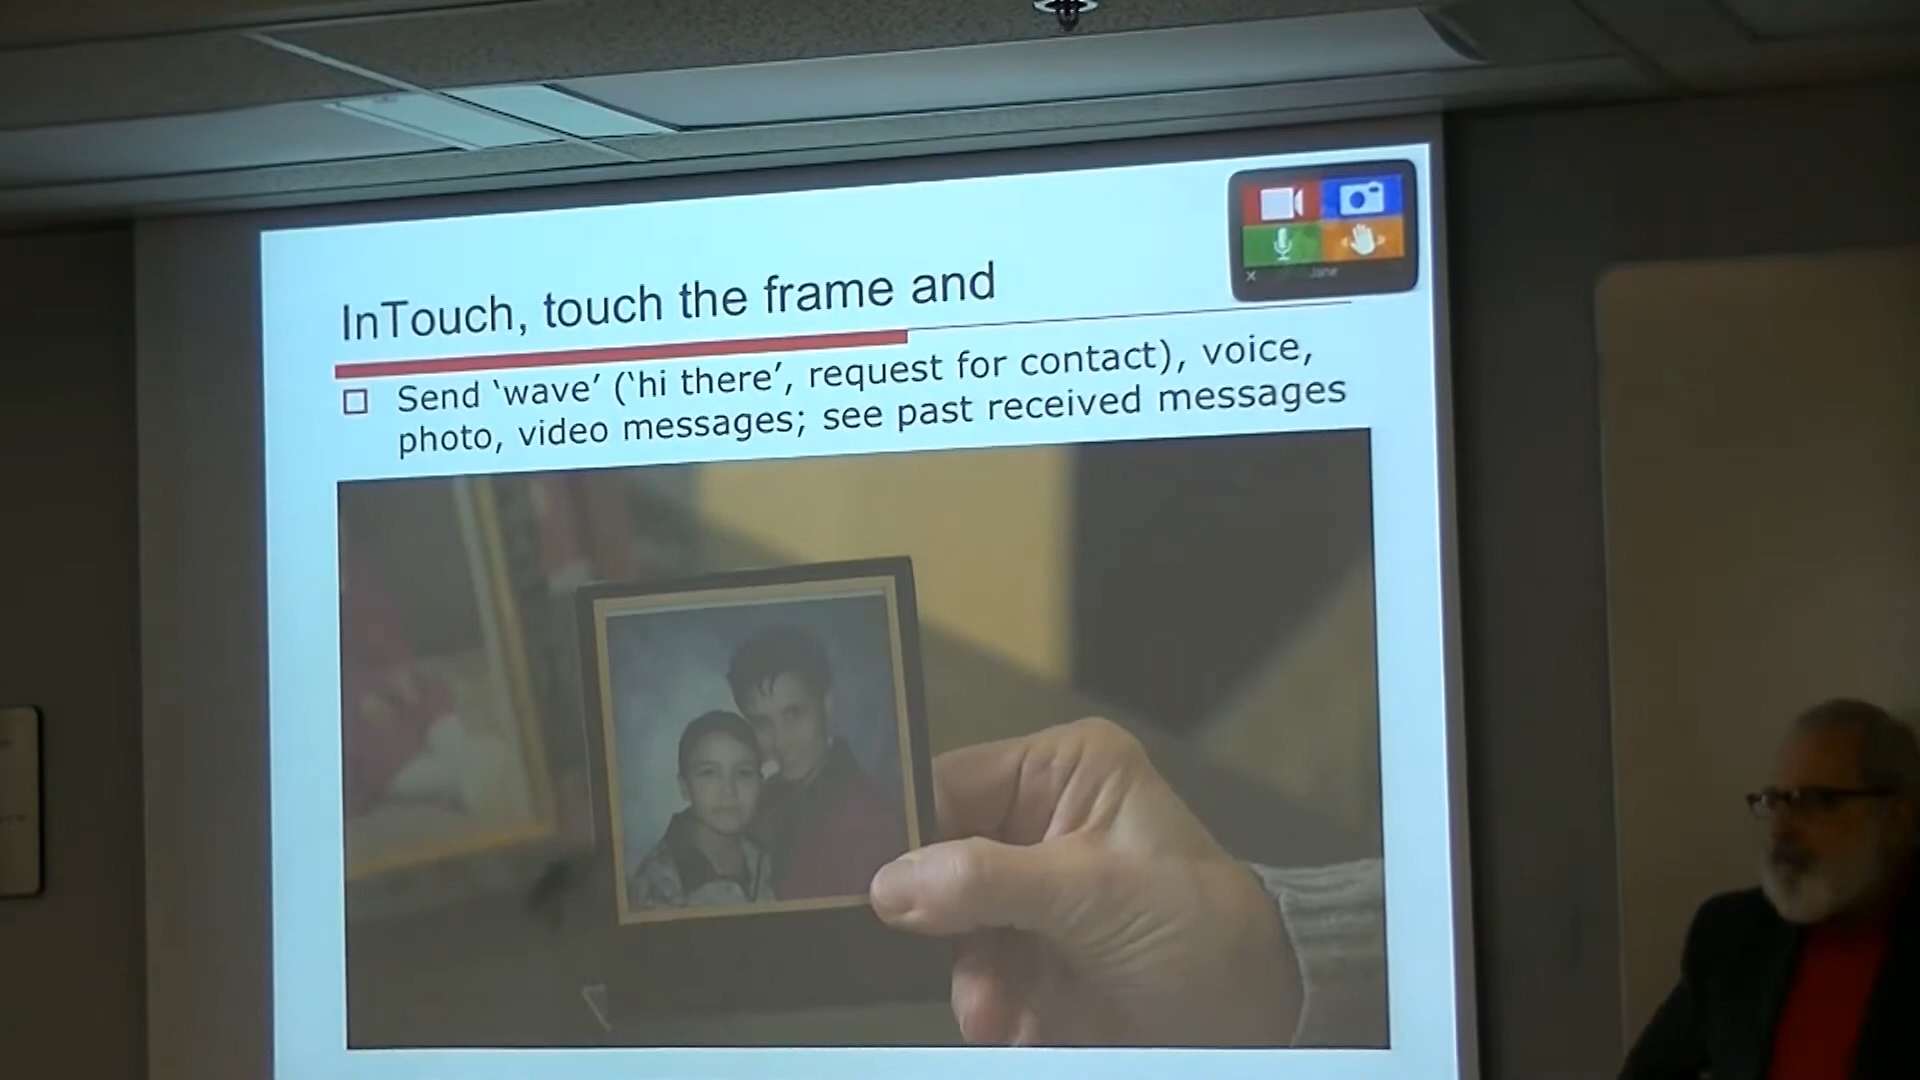 InTouch, touch the frame and
Send ‘wave’ (‘hi there’, request for contact), voice,
photo, video messages; see past received messages
Jane